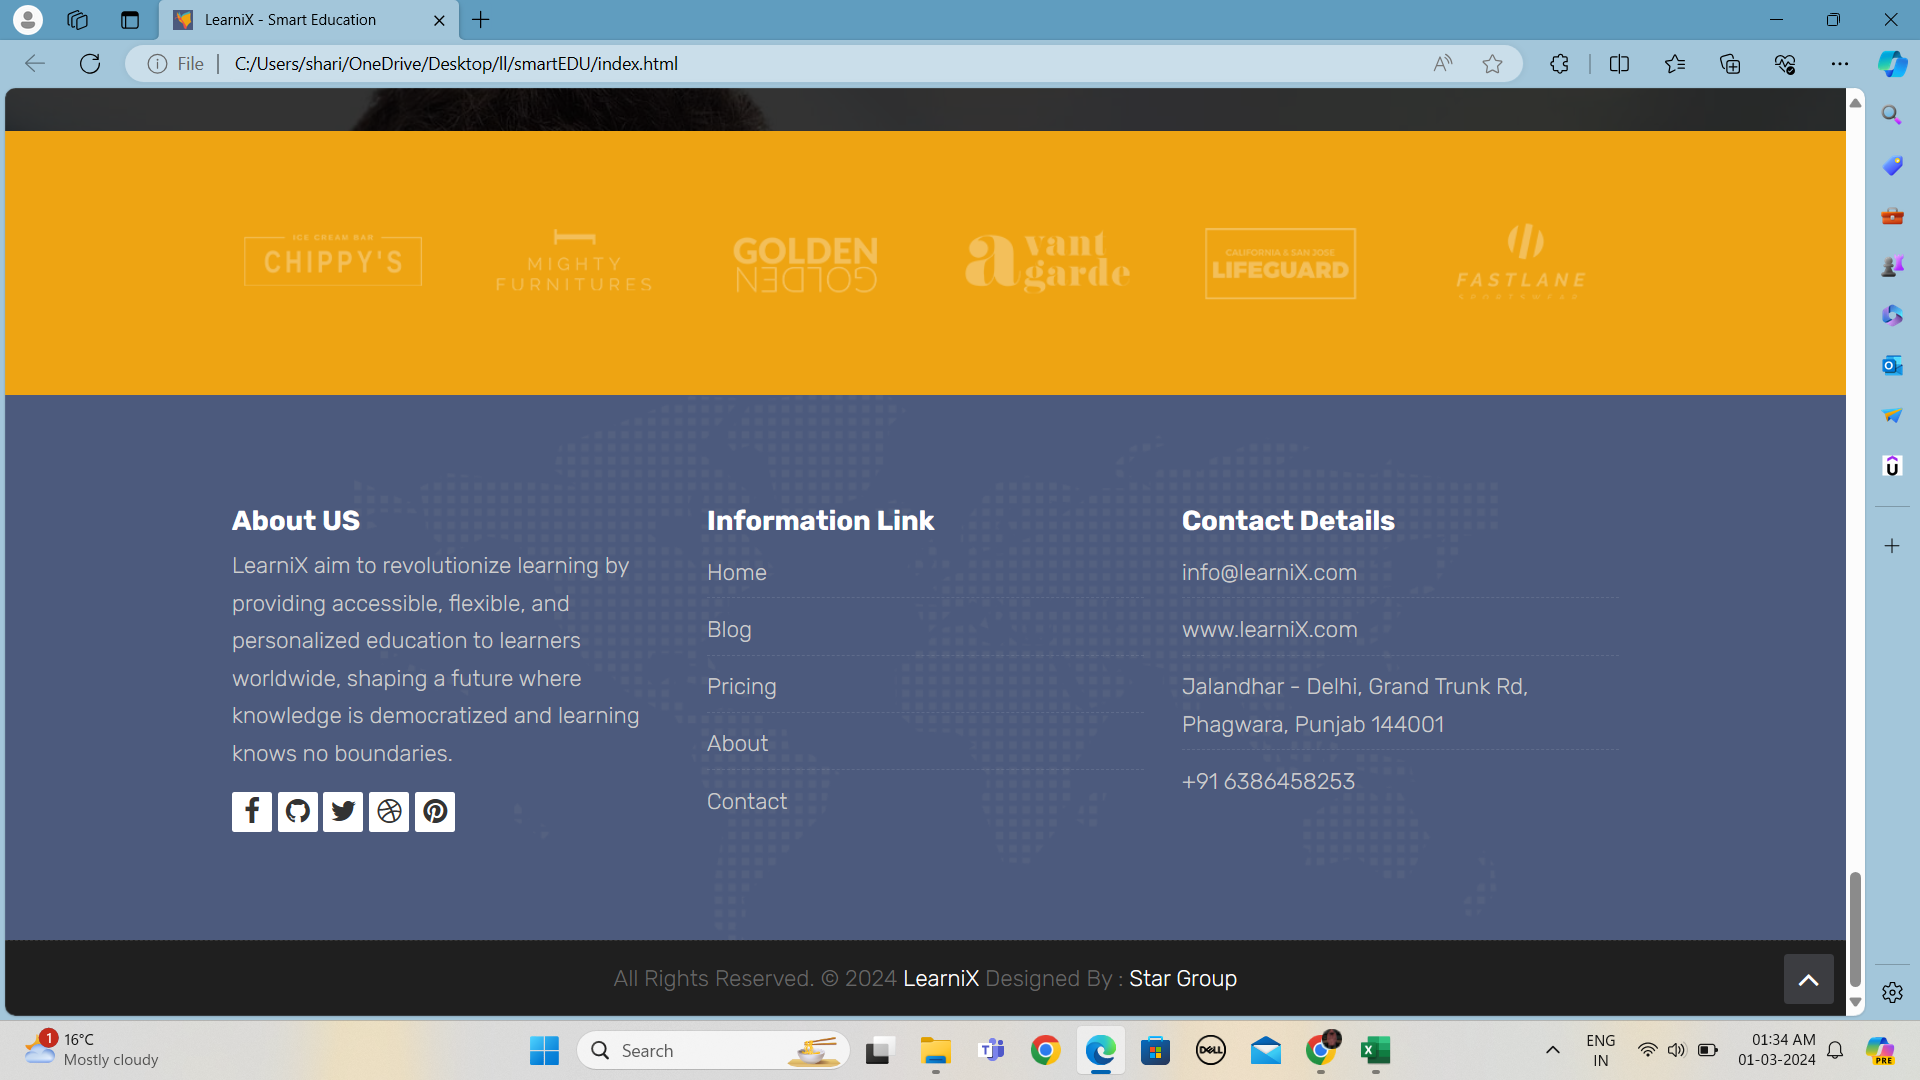 LearniX - Smart Education
File
C:/Users/shari/OneDrive/Desktop/ll/smartEDU/index.html
ICE CREAM BAR
CHIPPY'S
MIGHTY
FURNITURES
GOLDEN
GOLDEN
avant
garde
CALIFORNIA & SAN JOSE
LIFEGUARD
FASTLANE
About US
LearniX aim to revolutionize learning by
providing accessible, flexible, and
personalized education to learners
worldwide, shaping a future where
knowledge is democratized and learning
knows no boundaries.
Information Link
Home
Blog
Pricing
About
Contact
Contact Details
info@learniX.com
www.learniX.com
Jalandhar - Delhi, Grand Trunk Rd,
Phagwara, Punjab 144001
+91 6386458253
All Rights Reserved. © 2024 LearniX Designed By : Star Group
1
16°C
Mostly cloudy
Search
DELL
ENG
IN
01:34 AM
01-03-2024
PRE